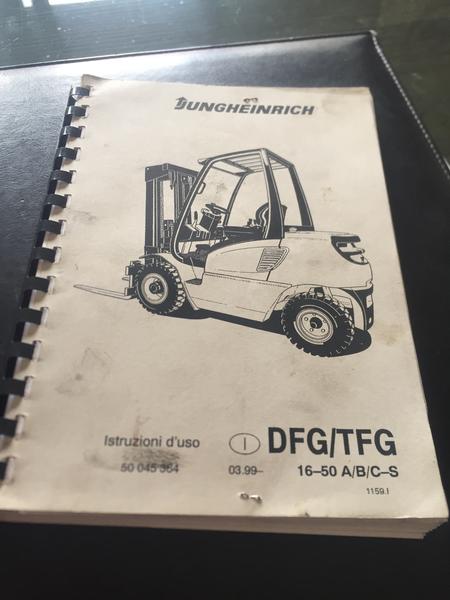 JUNGHEINRICH
Istruzioni d'uso
I
DFG/TFG
50 045 364
03.99–
16–50 A/B/C–S
1159.I